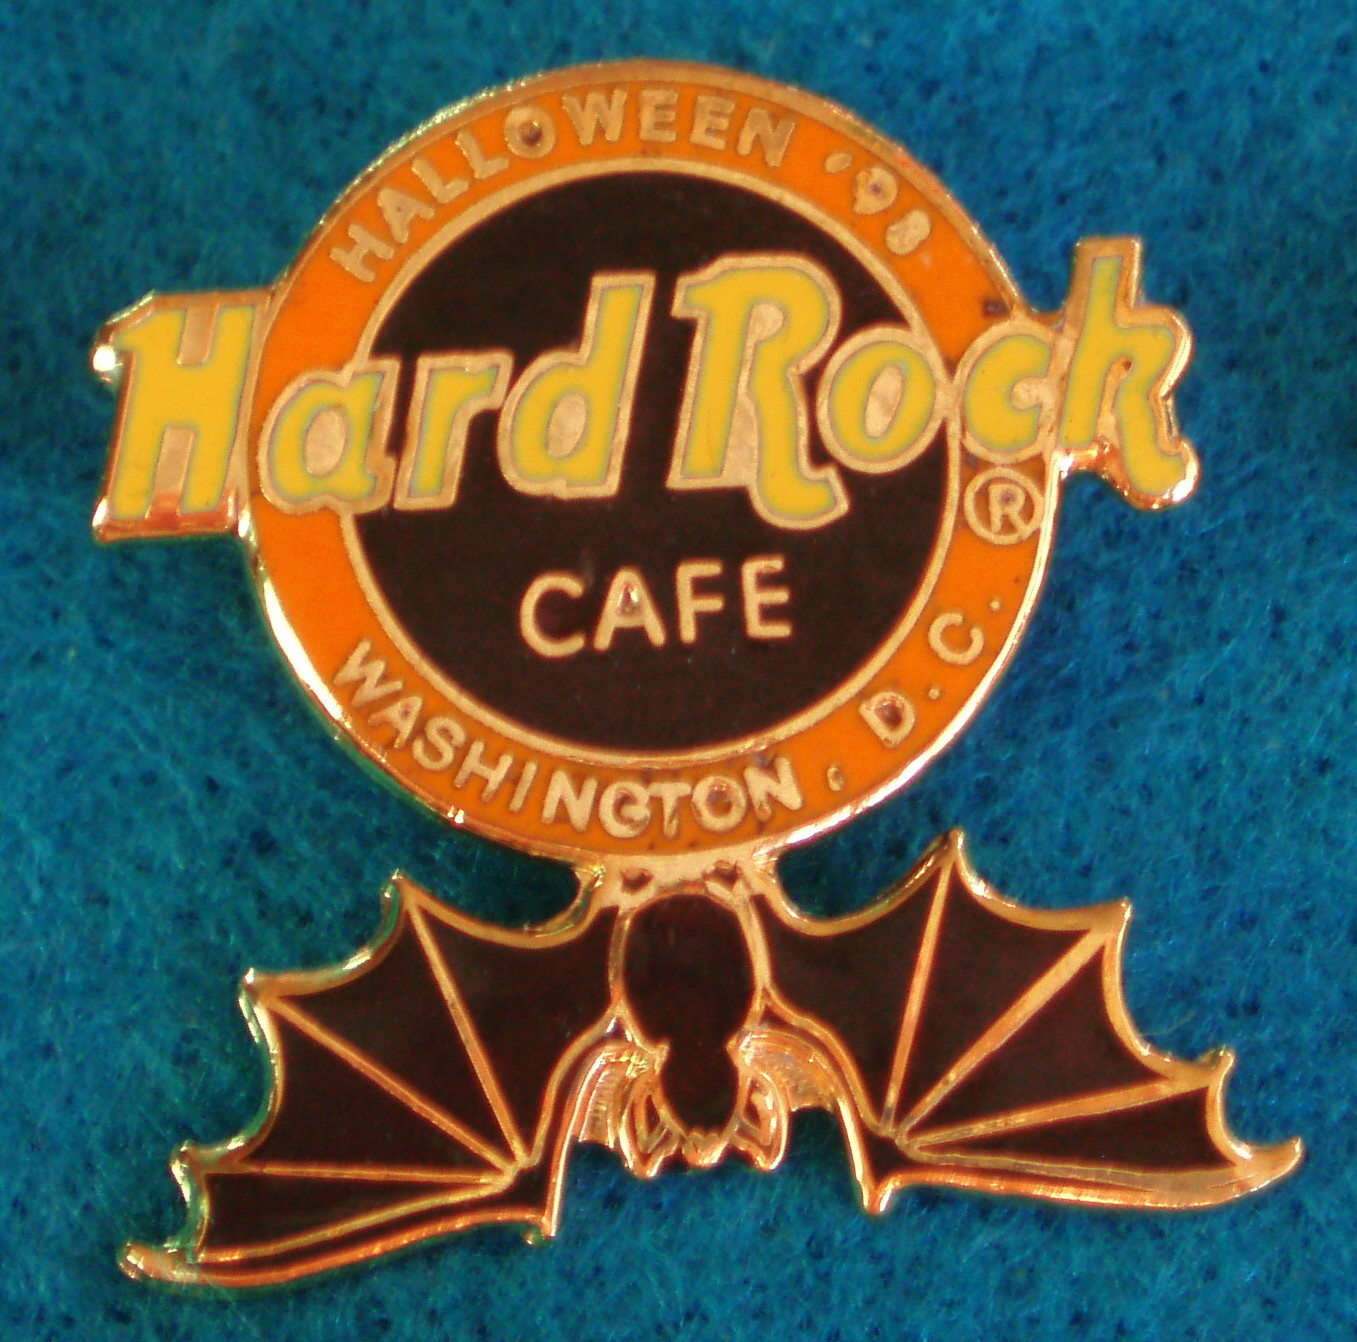 HALLOWEEN '98
Hard Rock
®
CAFE
WASHINGTON, D.C.